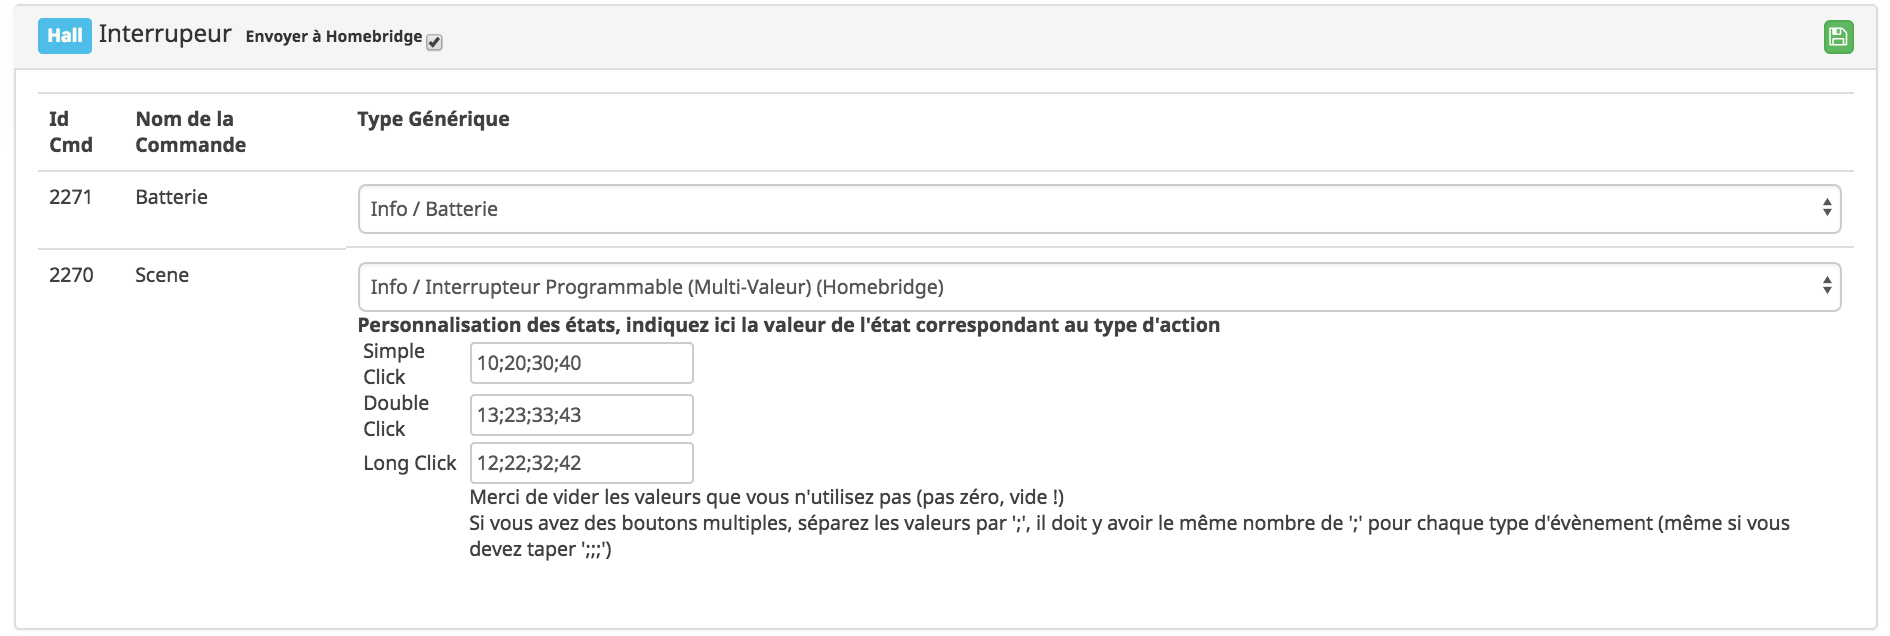 Hall Interrupeur Envoyer à Homebridge
Id Cmd
Nom de la Commande
Type Générique
2271
Batterie
Info / Batterie
2270
Scene
Info / Interrupteur Programmable (Multi-Valeur) (Homebridge)
Personnalisation des états, indiquez ici la valeur de l'état correspondant au type d'action
Simple Click
10;20;30;40
Double Click
13;23;33;43
Long Click
12;22;32;42
Merci de vider les valeurs que vous n'utilisez pas (pas zéro, vide !)
Si vous avez des boutons multiples, séparez les valeurs par ';', il doit y avoir le même nombre de ';' pour chaque type d'évènement (même si vous
devez taper ';;;')